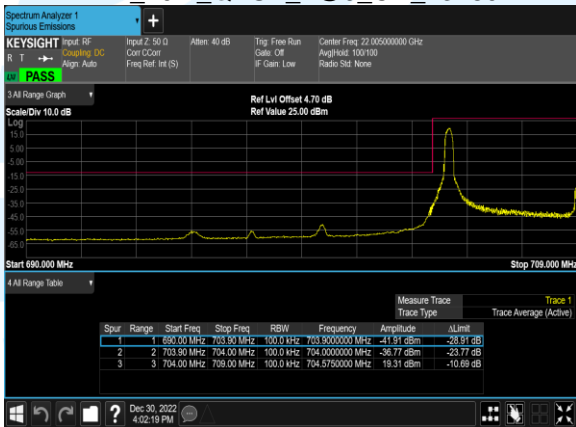 Spectrum Analyzer 1
Spurious Emissions
+
KEYSIGHT Input: RF Input Z: 50 Ω Atten: 40 dB Trig: Free Run Center Freq: 22.005000000 GHz
R T Coupling: DC Corr CCorr Gate: Off Avg|Hold: 100/100
Align: Auto Freq Ref: Int (S) IF Gain: Low Radio Std: None
PASS
3 All Range Graph
Ref Lvl Offset 4.70 dB
Scale/Div 10.0 dB Ref Value 25.00 dBm
Log
15.0
5.00
-5.00
-15.0
-25.0
-35.0
-45.0
-55.0
-65.0
Start 690.000 MHz Stop 709.000 MHz
4 All Range Table
Measure Trace Trace 1
Trace Type Trace Average (Active)
Spur Range Start Freq Stop Freq RBW Frequency Amplitude ΔLimit
1 1 690.00 MHz 703.90 MHz 100.0 kHz 703.9000000 MHz -41.91 dBm -28.91 dB
2 2 703.90 MHz 704.00 MHz 100.0 kHz 704.0000000 MHz -36.77 dBm -23.77 dB
3 3 704.00 MHz 709.00 MHz 100.0 kHz 704.5750000 MHz 19.31 dBm -10.69 dB
? Dec 30, 2022
4:02:19 PM